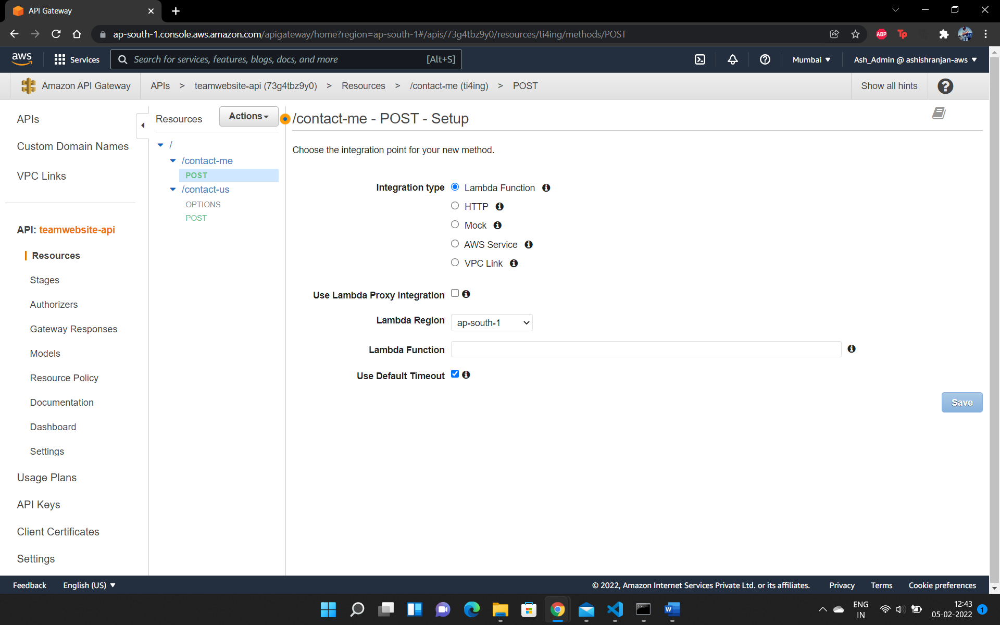 API Gateway
ap-south-1.console.aws.amazon.com/apigateway/home?region=ap-south-1#/apis/73g4tbz9y0/resources/ti4ing/methods/POST
ABP
Tp
aws
Services
Search for services, features, blogs, docs, and more [Alt+S]
Mumbai
Ash_Admin @ ashishranjan-aws
Amazon API Gateway
APIs > teamwebsite-api (73g4tbz9y0) > Resources > /contact-me (ti4ing) > POST
Show all hints
APIs
Custom Domain Names
VPC Links
API: teamwebsite-api
Resources
Stages
Authorizers
Gateway Responses
Models
Resource Policy
Documentation
Dashboard
Settings
Usage Plans
API Keys
Client Certificates
Settings
Resources
Actions
/
/contact-me
POST
/contact-us
OPTIONS
POST
/contact-me - POST - Setup
Choose the integration point for your new method.
Integration type
Lambda Function
HTTP
Mock
AWS Service
VPC Link
Use Lambda Proxy integration
Lambda Region ap-south-1
Lambda Function
Use Default Timeout
Save
Feedback
English (US)
© 2022, Amazon Internet Services Private Ltd. or its affiliates.
Privacy
Terms
Cookie preferences
W
ENG
IN
12:43
05-02-2022
1